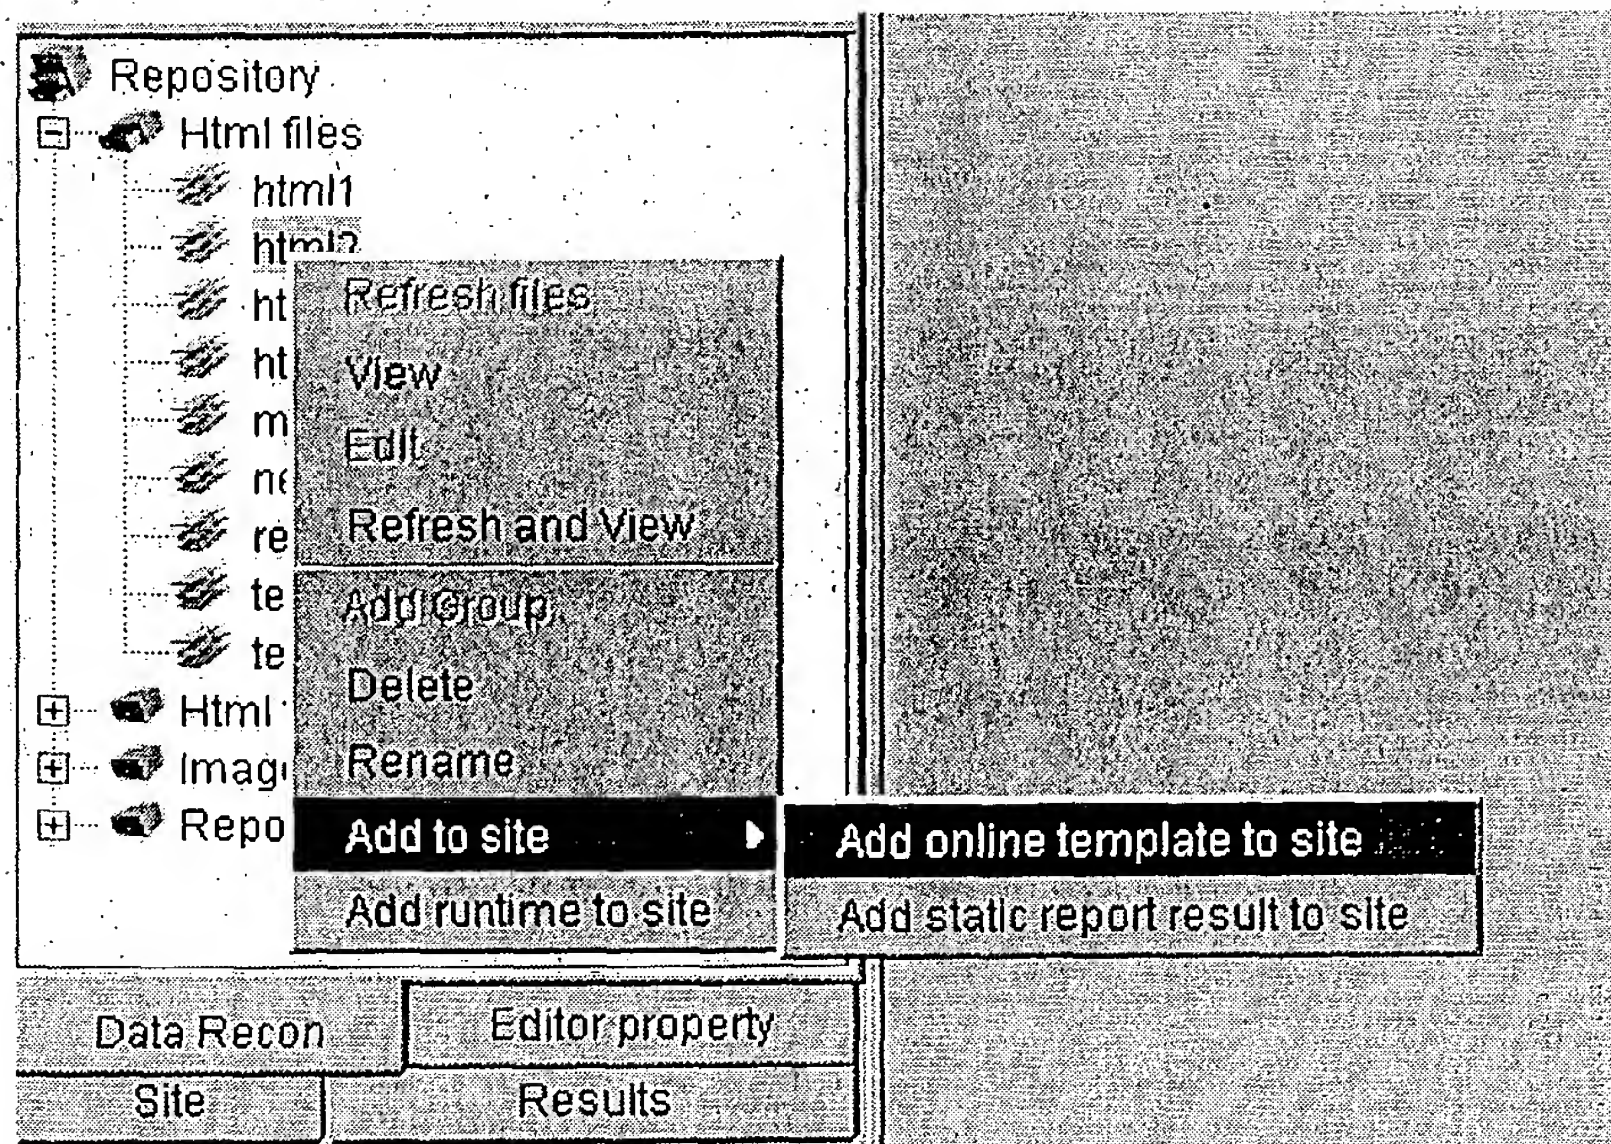 Repository
Html files
html1
html2
ht
Refresh files
ht
View
m
Edit
ne
re
Refresh and View
te
Add Group
te
Delete
Html
Rename
Imag
Repo
Add to site
Add online template to site
Add runtime to site
Add static report result to site
Data Recon
Editor property
Site
Results